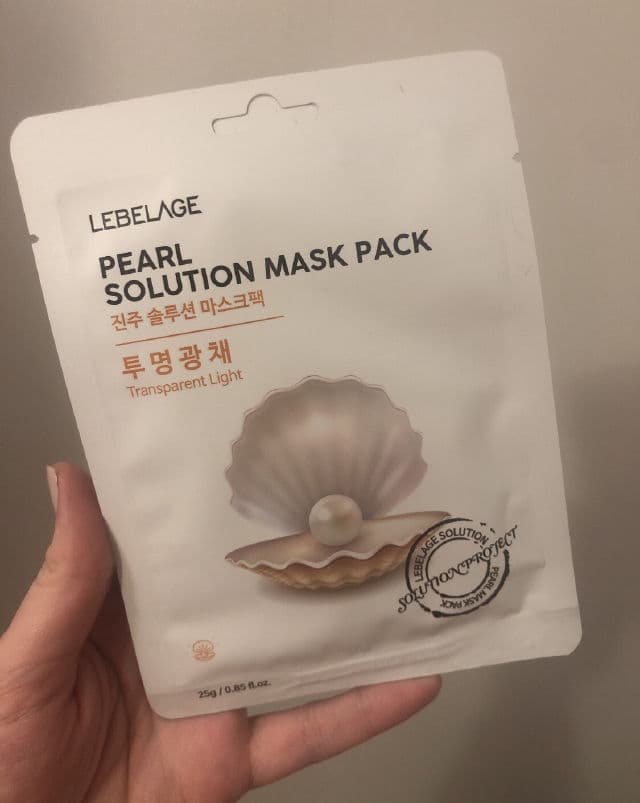 LEBELAGE
PEARL
SOLUTION MASK PACK
진주 솔루션 마스크팩
투명광채
Transparent Light
LEBELAGE SOLUTION
SOLUTION PROJECT
PEARL MASK PACK
25g / 0.85 fl.oz.